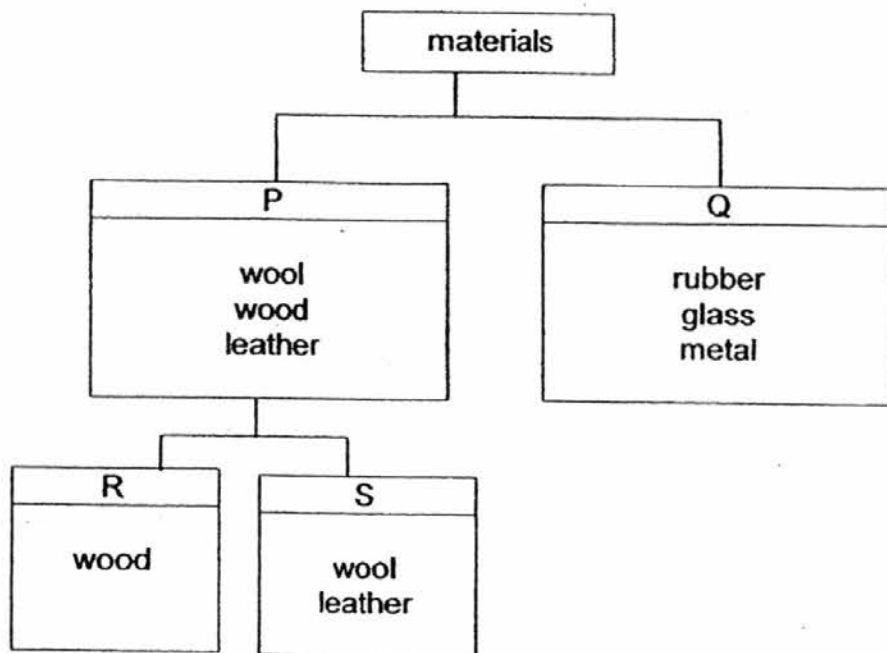 materials
P
wool
wood
leather
Q
rubber
glass
metal
R
wood
S
wool
leather